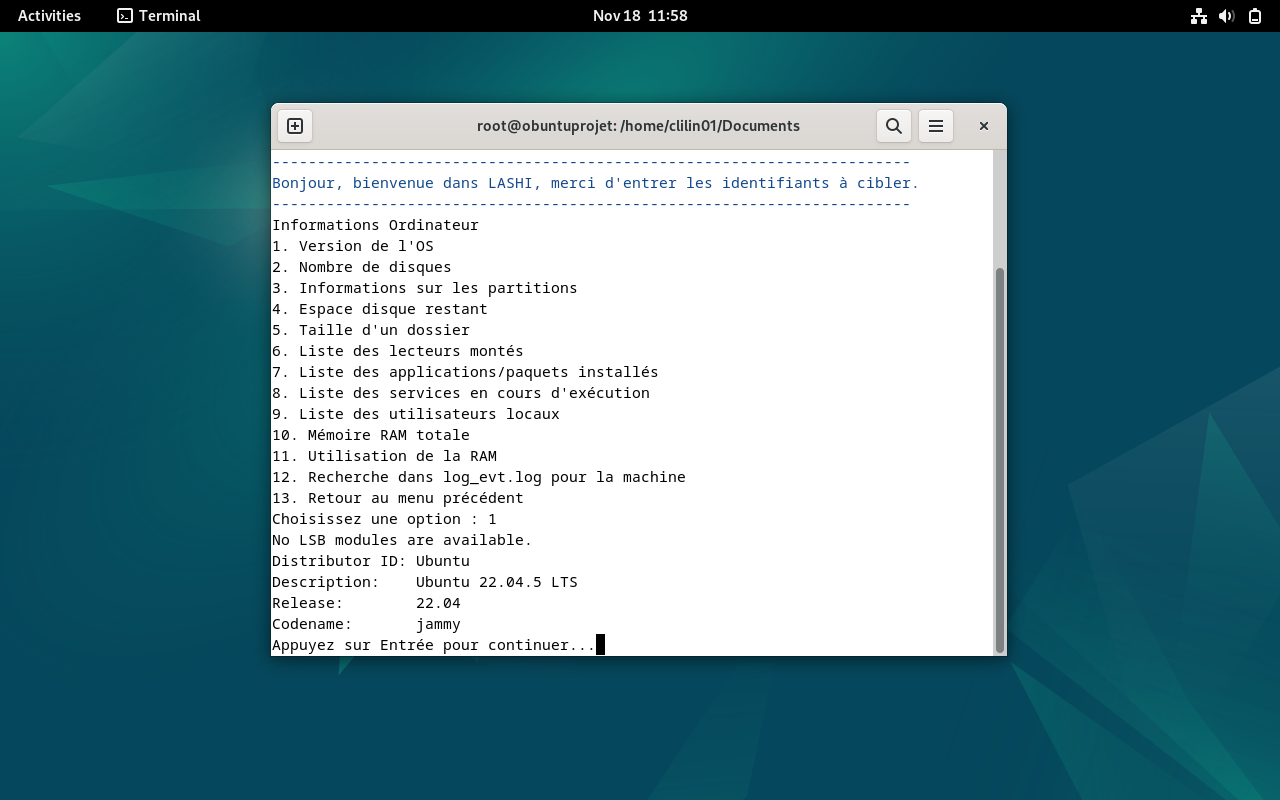 Activities Terminal Nov 18 11:58
root@obuntuprojet: /home/clilin01/Documents
-----------------------------------------------------------------------
Bonjour, bienvenue dans LASHI, merci d'entrer les identifiants à cibler.
-----------------------------------------------------------------------
Informations Ordinateur
1. Version de l'OS
2. Nombre de disques
3. Informations sur les partitions
4. Espace disque restant
5. Taille d'un dossier
6. Liste des lecteurs montés
7. Liste des applications/paquets installés
8. Liste des services en cours d'exécution
9. Liste des utilisateurs locaux
10. Mémoire RAM totale
11. Utilisation de la RAM
12. Recherche dans log_evt.log pour la machine
13. Retour au menu précédent
Choisissez une option : 1
No LSB modules are available.
Distributor ID: Ubuntu
Description:    Ubuntu 22.04.5 LTS
Release:        22.04
Codename:       jammy
Appuyez sur Entrée pour continuer...